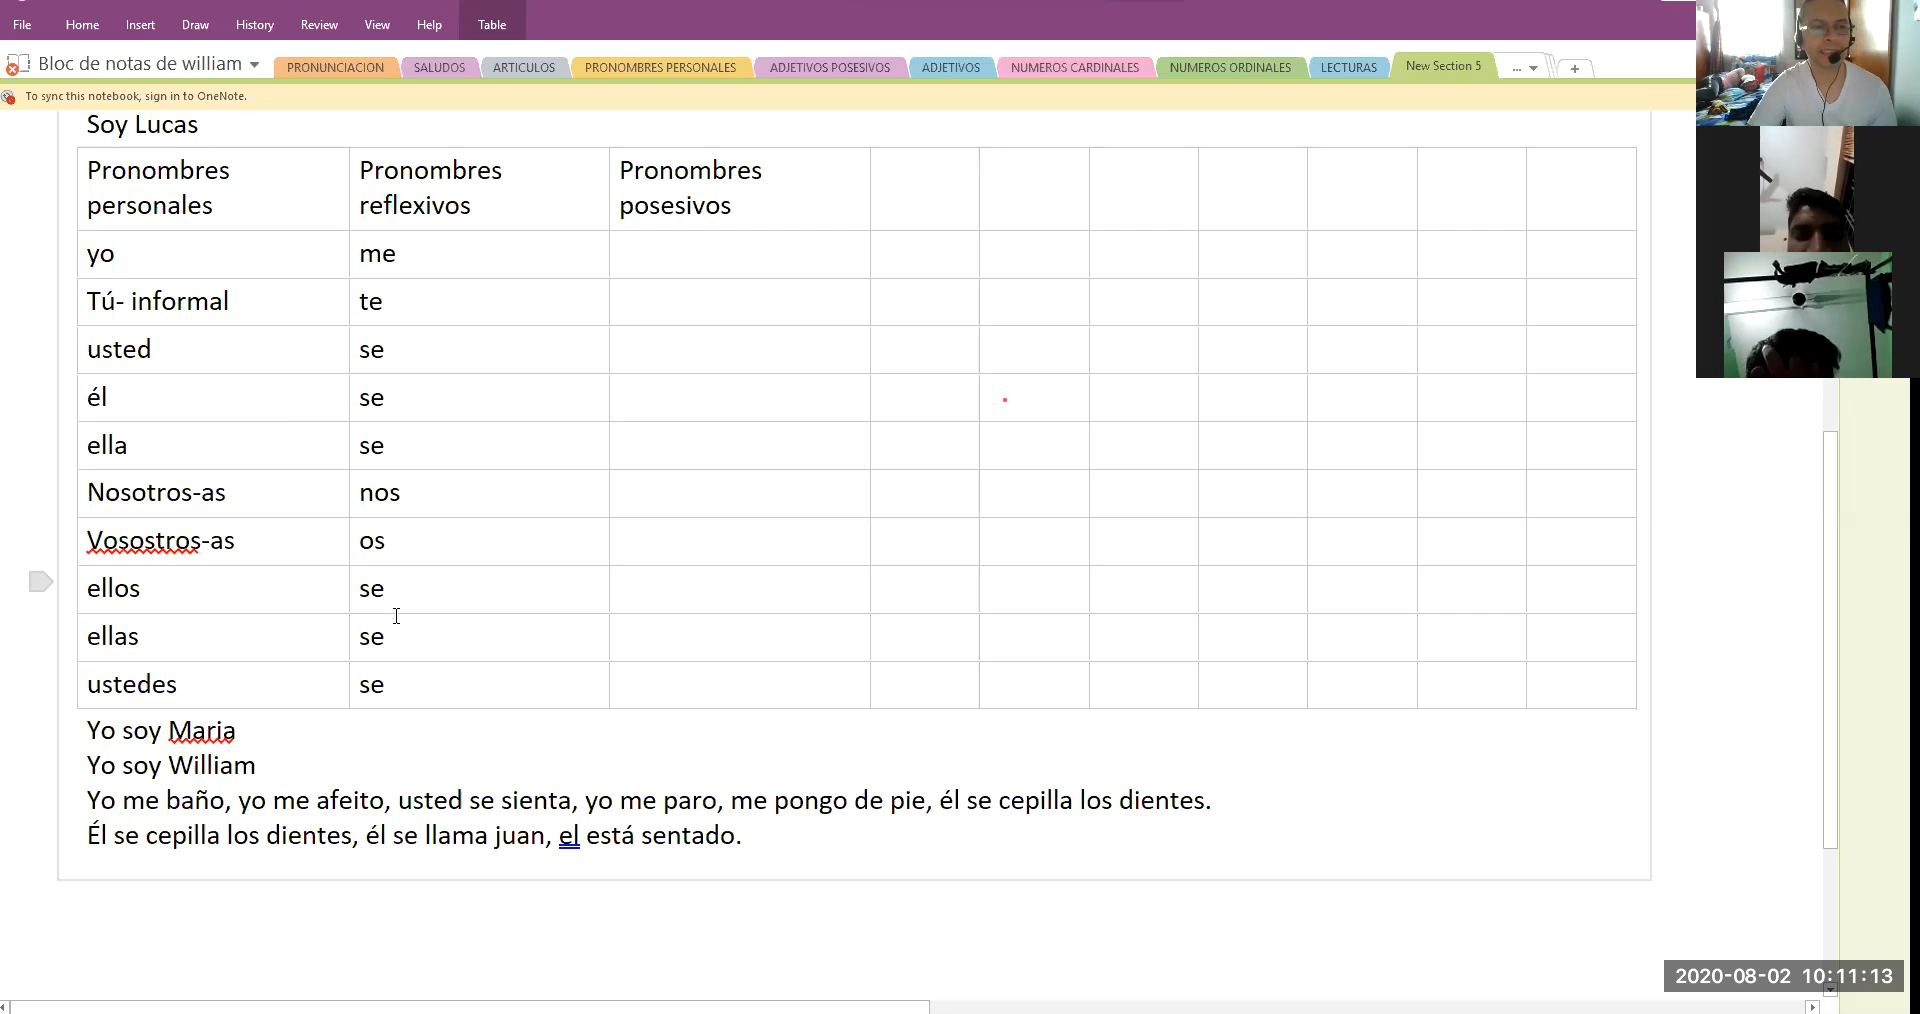 File Home Insert Draw History Review View Help Table
Bloc de notas de william PRONUNCIACION SALUDOS ARTICULOS PRONOMBRES PERSONALES ADJETIVOS POSESIVOS ADJETIVOS NUMEROS CARDINALES NUMEROS ORDINALES LECTURAS New Section 5 ... +
To sync this notebook, sign in to OneNote.
Soy Lucas
Pronombres personales Pronombres reflexivos Pronombres posesivos
yo me
Tú- informal te
usted se
él se
ella se
Nosotros-as nos
Vosostros-as os
ellos se
ellas se
ustedes se
Yo soy Maria
Yo soy William
Yo me baño, yo me afeito, usted se sienta, yo me paro, me pongo de pie, él se cepilla los dientes.
Él se cepilla los dientes, él se llama juan, el está sentado.
2020-08-02 10:11:13